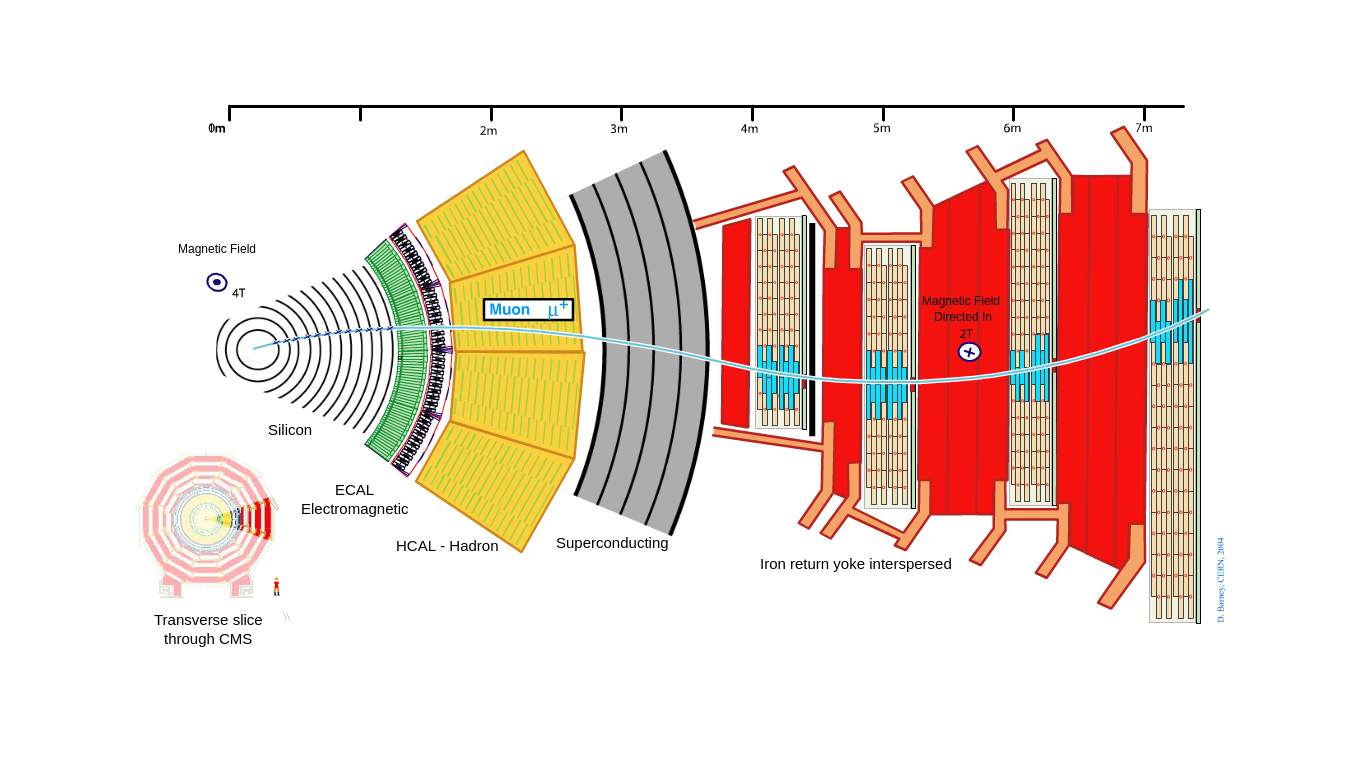 0m
2m
3m
4m
5m
6m
7m
Magnetic Field
4T
Muon μ+
Magnetic Field
Directed In
2T
Silicon
ECAL
Electromagnetic
HCAL - Hadron
Superconducting
Iron return yoke interspersed
Transverse slice
through CMS
D. Barney, CERN, 2004